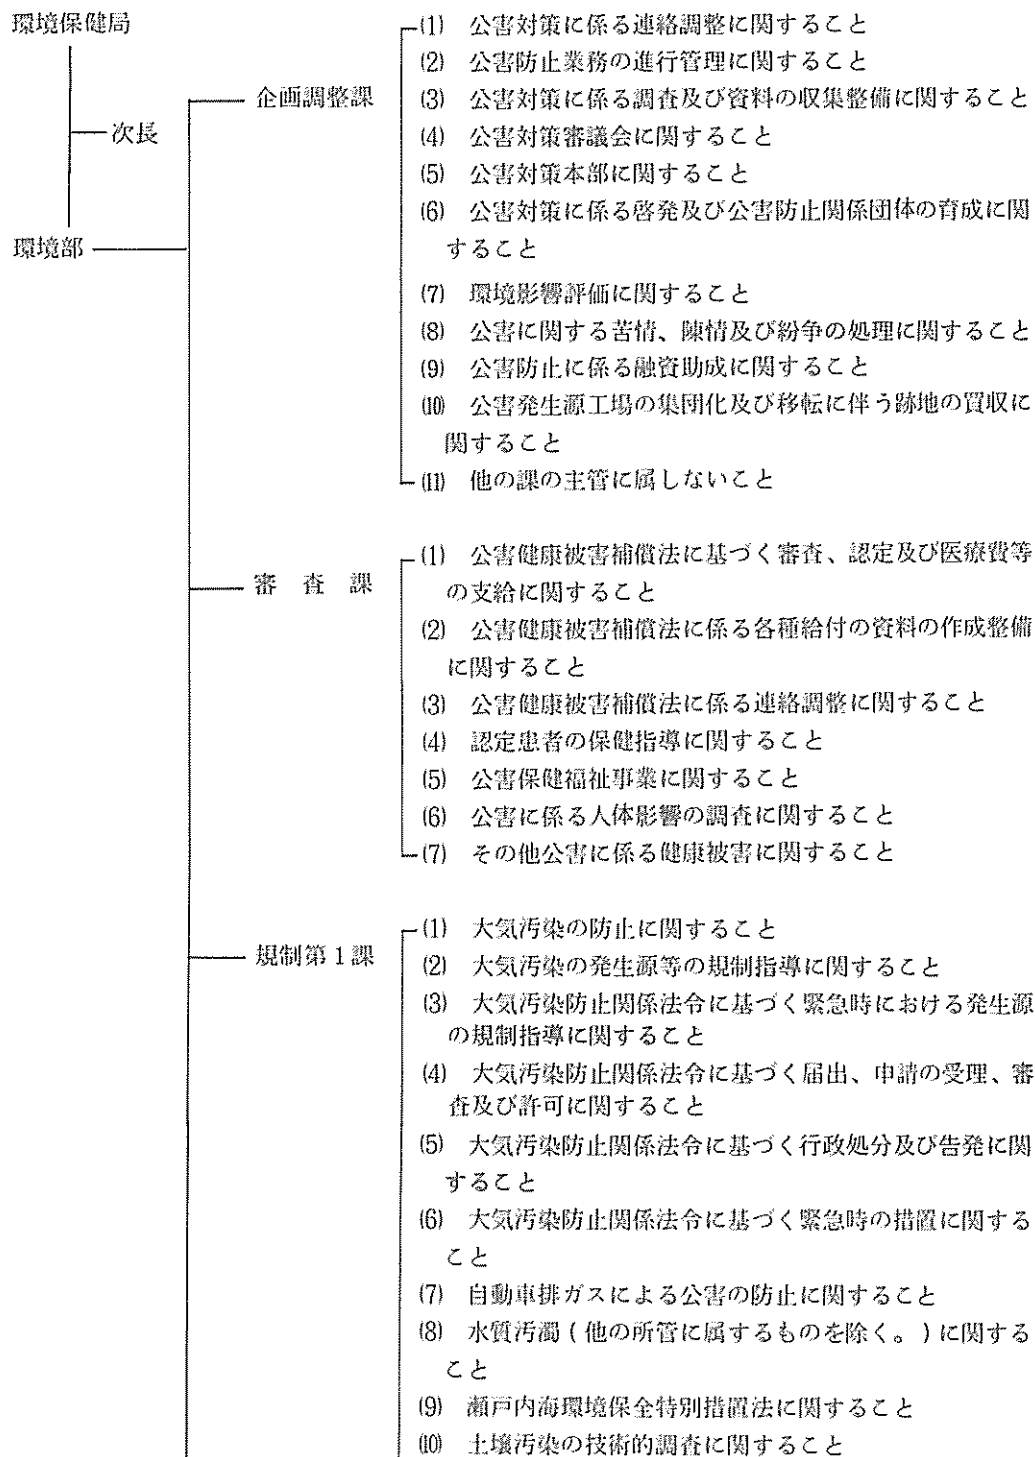 環境保健局
次長
環境部
企画調整課
(1) 公害対策に係る連絡調整に関すること
(2) 公害防止業務の進行管理に関すること
(3) 公害対策に係る調査及び資料の収集整備に関すること
(4) 公害対策審議会に関すること
(5) 公害対策本部に関すること
(6) 公害対策に係る啓発及び公害防止関係団体の育成に関
すること
(7) 環境影響評価に関すること
(8) 公害に関する苦情、陳情及び紛争の処理に関すること
(9) 公害防止に係る融資助成に関すること
(10) 公害発生源工場の集団化及び移転に伴う跡地の買収に
関すること
(11) 他の課の主管に属しないこと
審査課
(1) 公害健康被害補償法に基づく審査、認定及び医療費等
の支給に関すること
(2) 公害健康被害補償法に係る各種給付の資料の作成整備
に関すること
(3) 公害健康被害補償法に係る連絡調整に関すること
(4) 認定患者の保健指導に関すること
(5) 公害保健福祉事業に関すること
(6) 公害に係る人体影響の調査に関すること
(7) その他公害に係る健康被害に関すること
規制第1課
(1) 大気汚染の防止に関すること
(2) 大気汚染の発生源等の規制指導に関すること
(3) 大気汚染防止関係法令に基づく緊急時における発生源
の規制指導に関すること
(4) 大気汚染防止関係法令に基づく届出、申請の受理、審
査及び許可に関すること
(5) 大気汚染防止関係法令に基づく行政処分及び告発に関
すること
(6) 大気汚染防止関係法令に基づく緊急時の措置に関する
こと
(7) 自動車排ガスによる公害の防止に関すること
(8) 水質汚濁(他の所管に属するものを除く。)に関する
こと
(9) 瀬戸内海環境保全特別措置法に関すること
(10) 土壌汚染の技術的調査に関すること